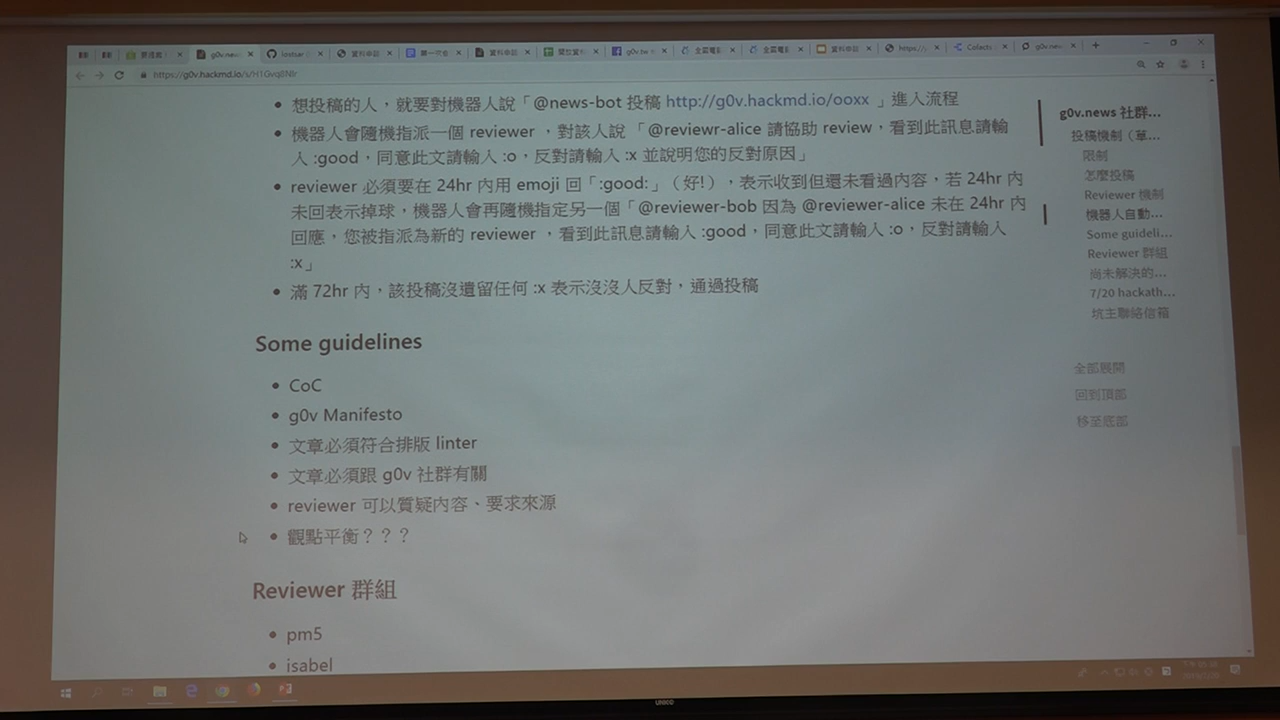 g0v.new
loxtsar
https://g0v.hackmd.io/s/H1Gvq8Nlr
想投稿的人，就要對機器人說「@news-bot 投稿 http://g0v.hackmd.io/ooxx 」進入流程
機器人會隨機指派一個 reviewer ，對該人說 「@reviewr-alice 請協助 review，看到此訊息請輸
入 :good，同意此文請輸入 :o，反對請輸入 :x 並說明您的反對原因」
reviewer 必須要在 24hr 內用 emoji 回「:good:」（好!），表示收到但還未看過內容，若 24hr 內
未回表示掉球，機器人會再隨機指定另一個「@reviewer-bob 因為 @reviewer-alice 未在 24hr 內
回應，您被指派為新的 reviewer ，看到此訊息請輸入 :good，同意此文請輸入 :o，反對請輸入
:x」
滿 72hr 內，該投稿沒遺留任何 :x 表示沒沒人反對，通過投稿
Some guidelines
CoC
g0v Manifesto
文章必須符合排版 linter
文章必須跟 g0v 社群有關
reviewer 可以質疑內容、要求來源
觀點平衡？？？
Reviewer 群組
pm5
isabel
g0v.news 社群...
投稿機制（草...
限制
怎麼投稿
Reviewer 機制
機器人自動...
Some guideli...
Reviewer 群組
尚未解決的...
7/20 hackath...
坑主聯絡信箱
全部展開
回到頂部
移至底部